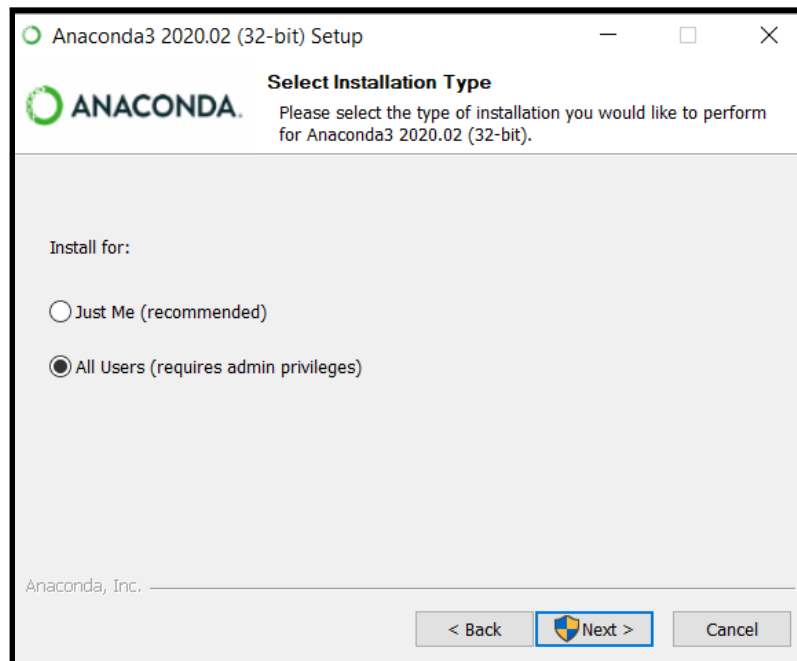 Anaconda3 2020.02 (32-bit) Setup
ANACONDA.
Select Installation Type
Please select the type of installation you would like to perform
for Anaconda3 2020.02 (32-bit).
Install for:
Just Me (recommended)
All Users (requires admin privileges)
Anaconda, Inc.
< Back
Next >
Cancel